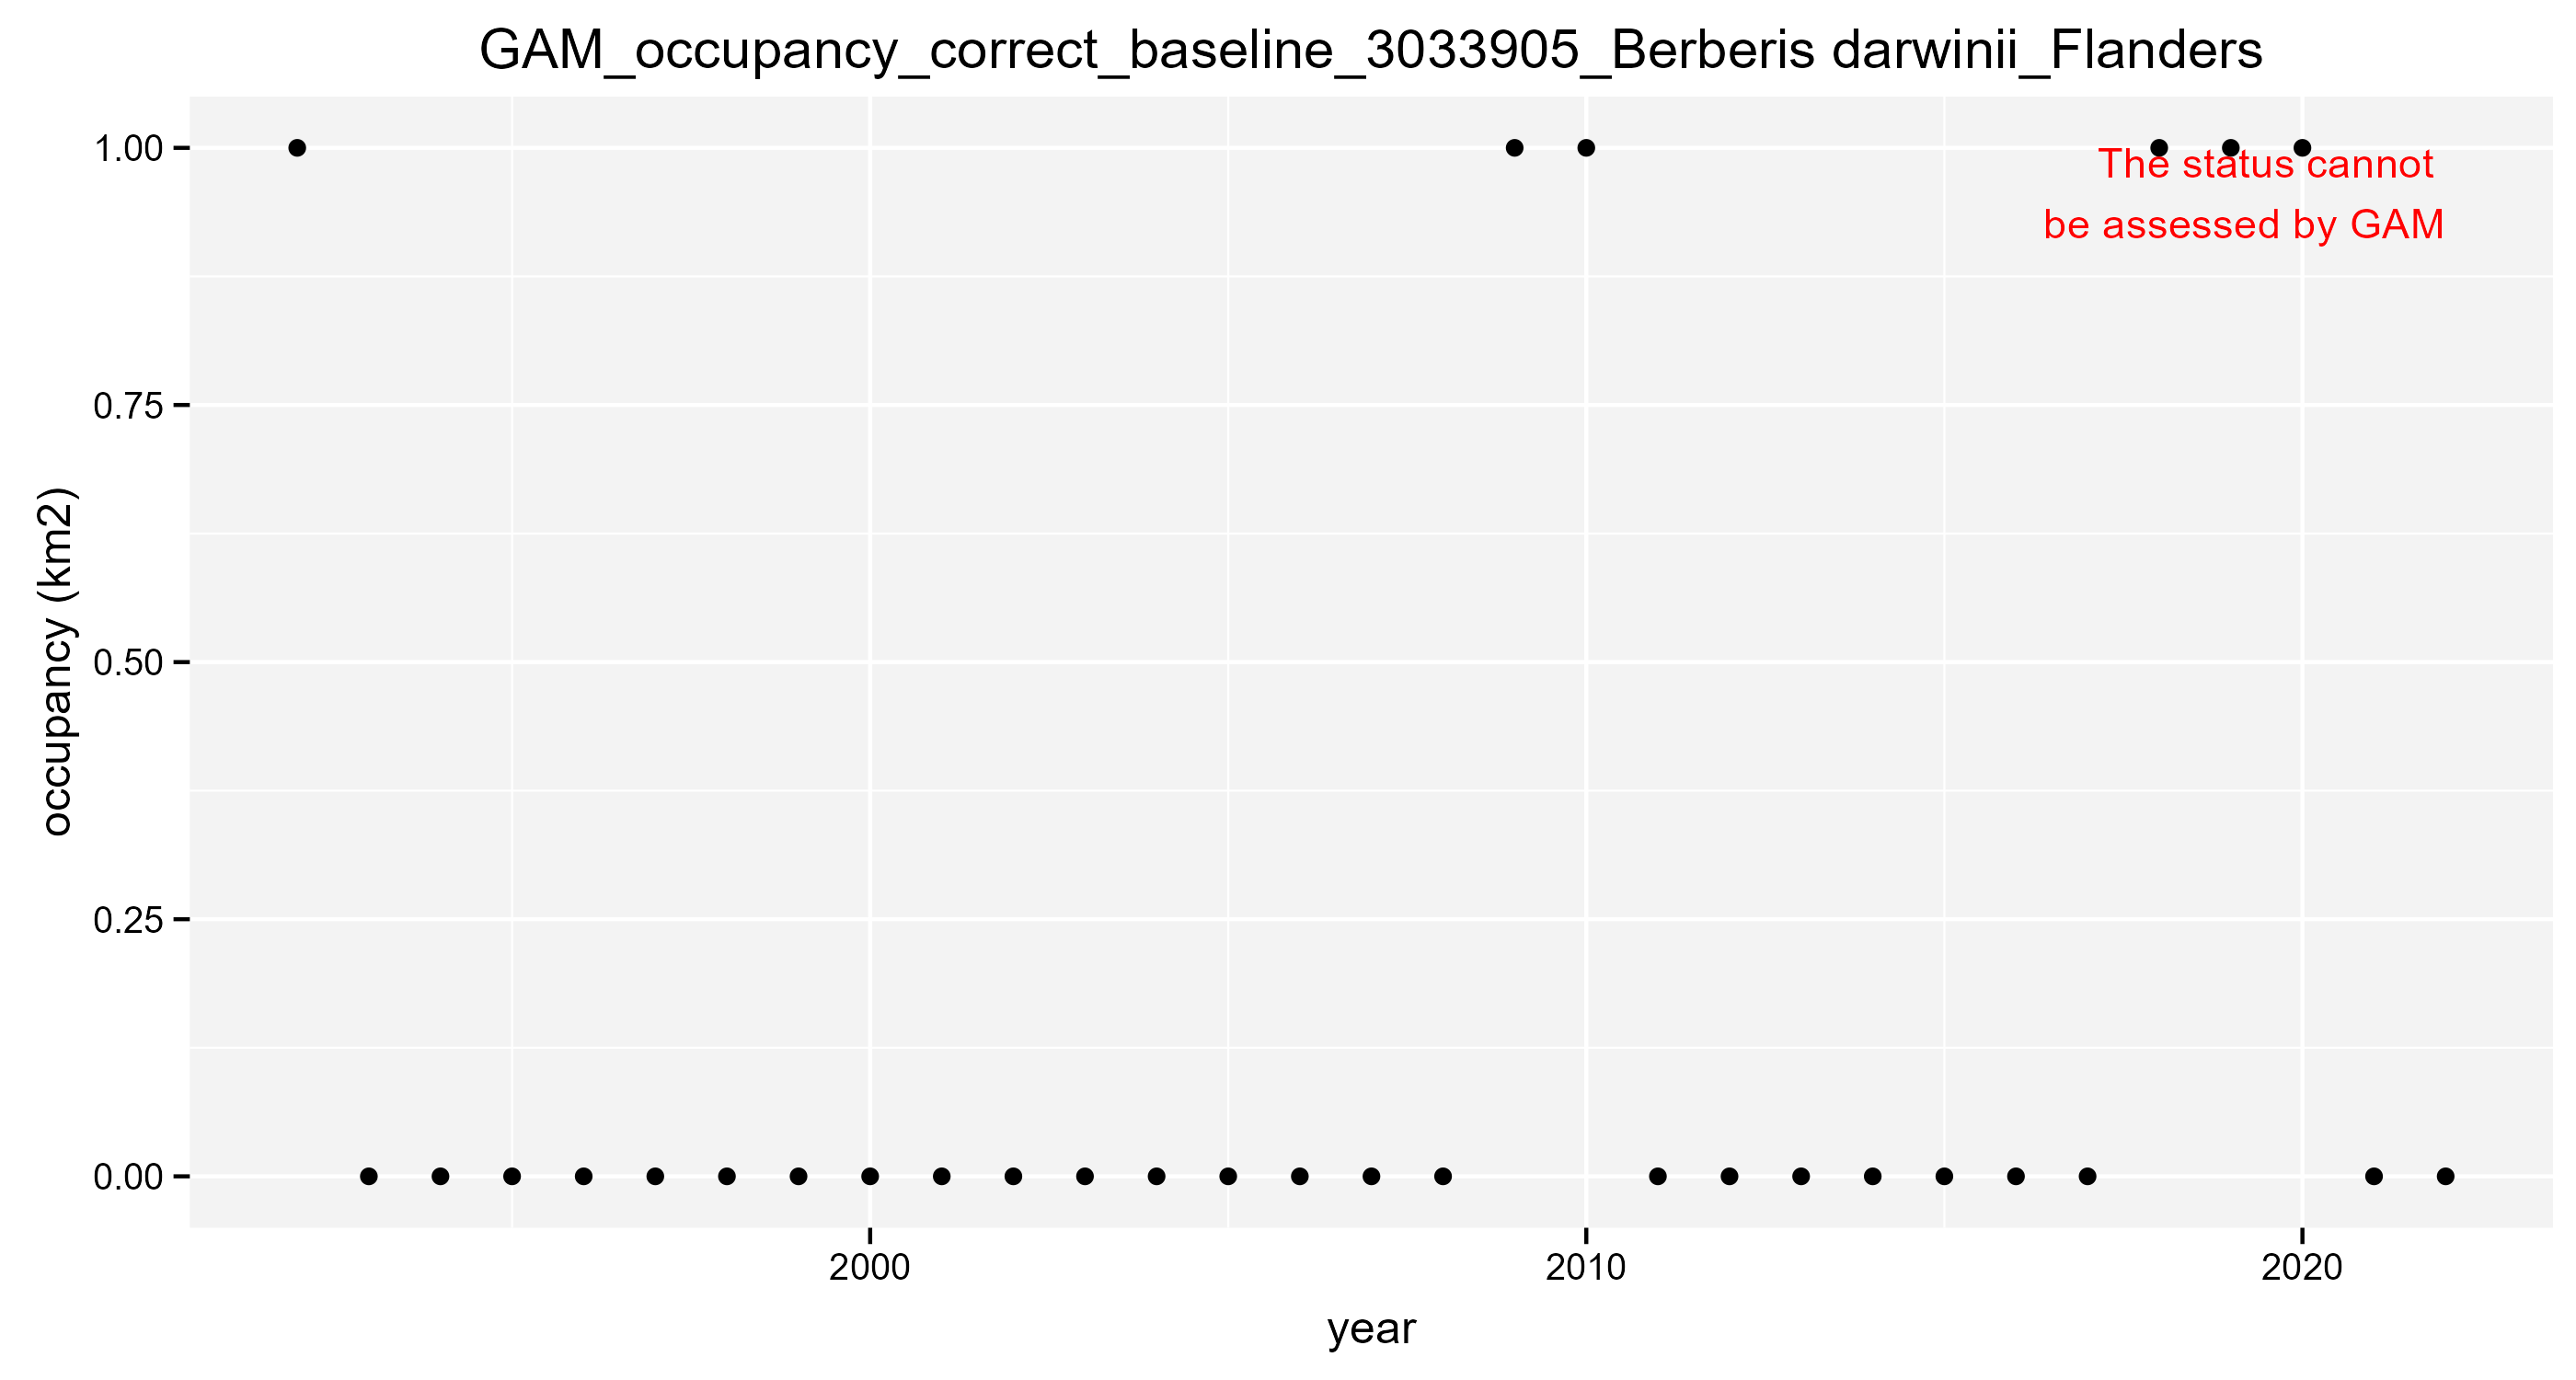 GAM_occupancy_correct_baseline_3033905_Berberis darwinii_Flanders
1.00
The status cannot
be assessed by GAM
0.75
occupancy (km2)
0.50
0.25
0.00
2000
2010
2020
year